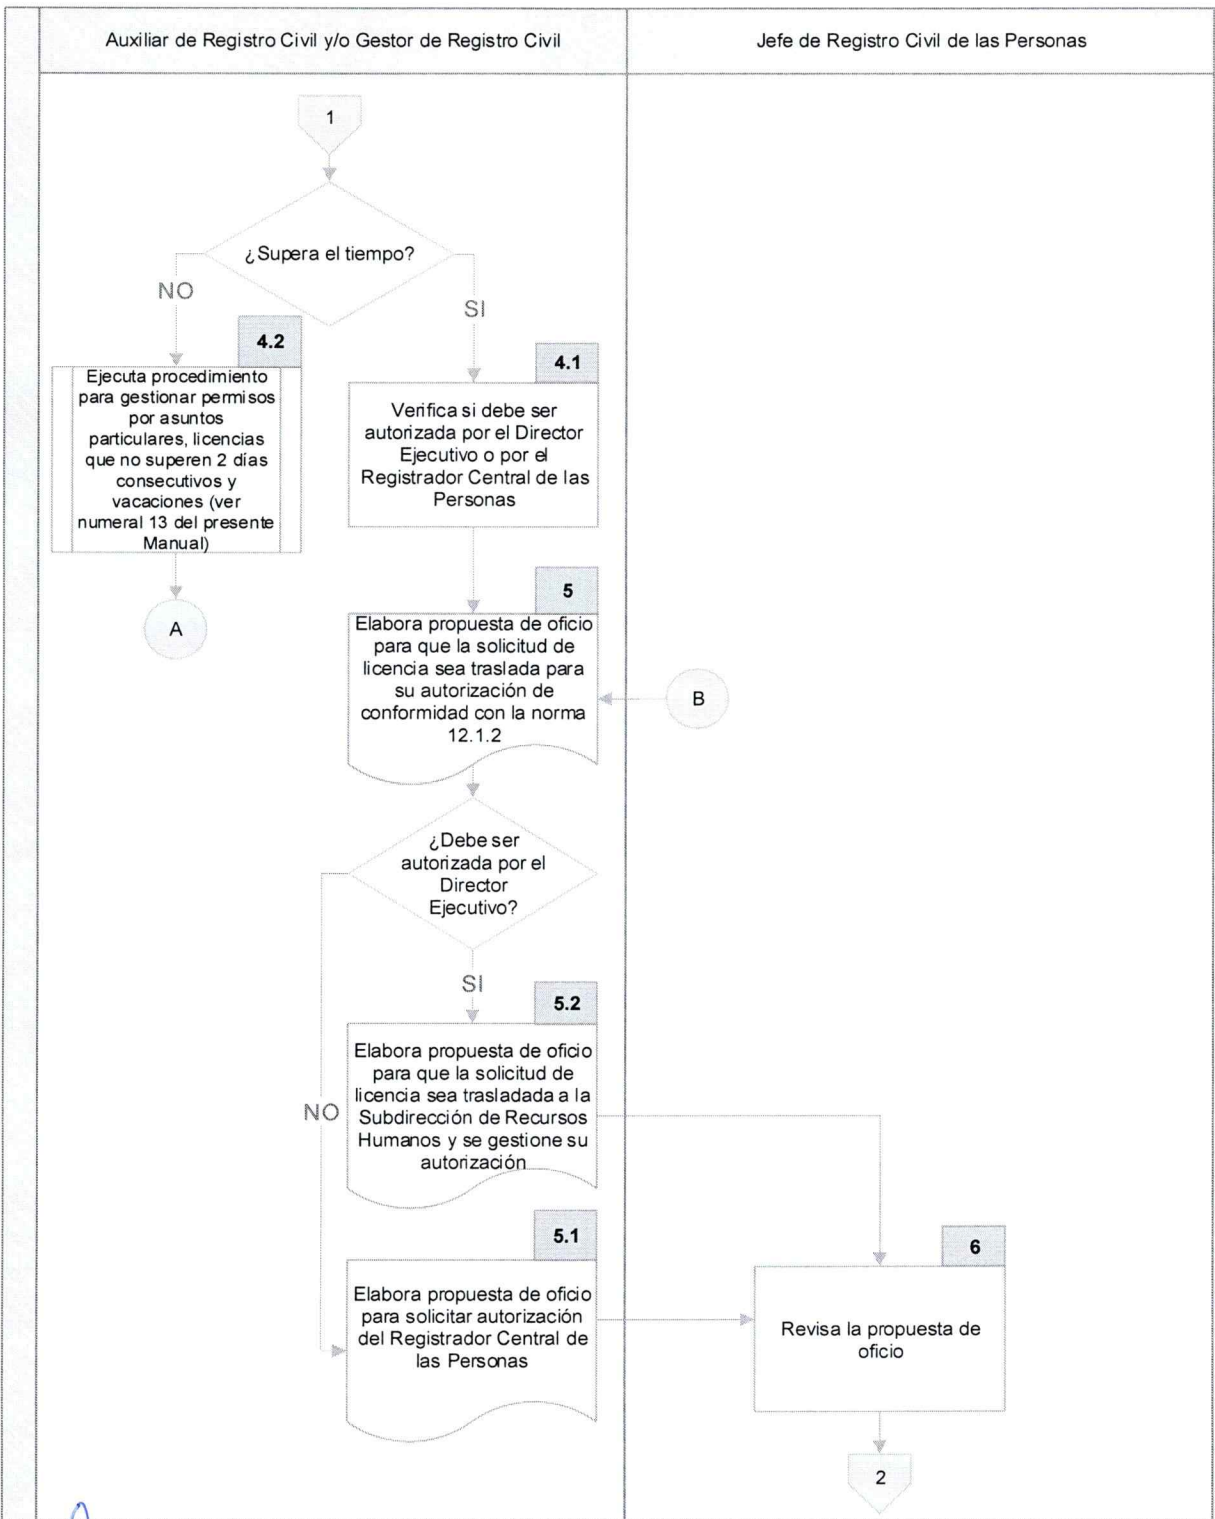 Auxiliar de Registro Civil y/o Gestor de Registro Civil
Jefe de Registro Civil de las Personas
1
¿Supera el tiempo?
NO
SI
4.2
Ejecuta procedimiento
para gestionar permisos
por asuntos
particulares, licencias
que no superen 2 días
consecutivos y
vacaciones (ver
numeral 13 del presente
Manual)
A
4.1
Verifica si debe ser
autorizada por el Director
Ejecutivo o por el
Registrador Central de las
Personas
5
Elabora propuesta de oficio
para que la solicitud de
licencia sea traslada para
su autorización de
conformidad con la norma
12.1.2
B
¿Debe ser
autorizada por el
Director
Ejecutivo?
SI
NO
5.2
Elabora propuesta de oficio
para que la solicitud de
licencia sea trasladada a la
Subdirección de Recursos
Humanos y se gestione su
autorización
5.1
Elabora propuesta de oficio
para solicitar autorización
del Registrador Central de
las Personas
6
Revisa la propuesta de
oficio
2